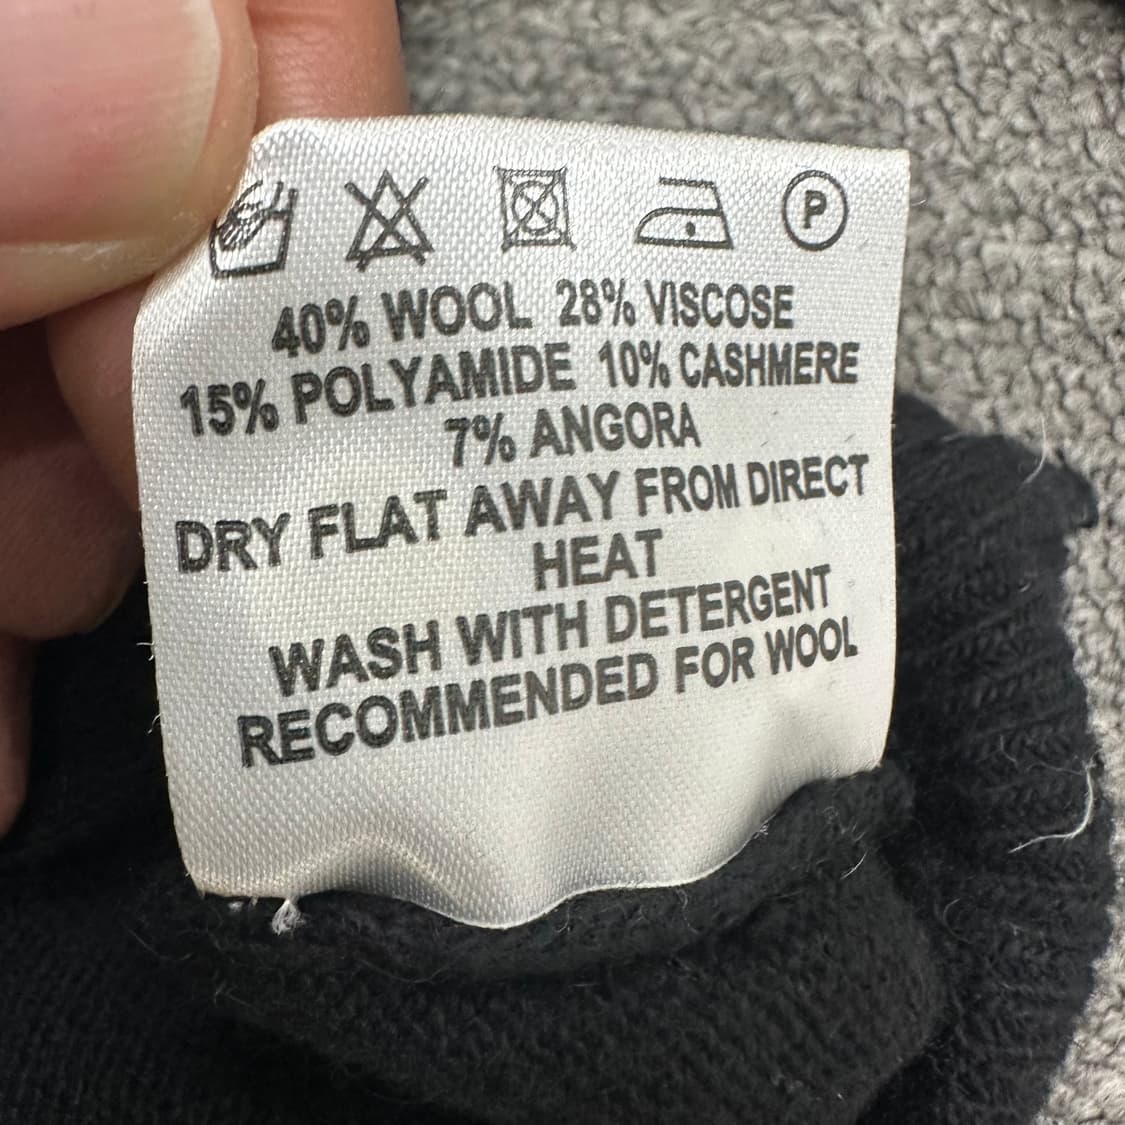 P
40% WOOL 28% VISCOSE
15% POLYAMIDE 10% CASHMERE
7% ANGORA
DRY FLAT AWAY FROM DIRECT
HEAT
WASH WITH DETERGENT
RECOMMENDED FOR WOOL